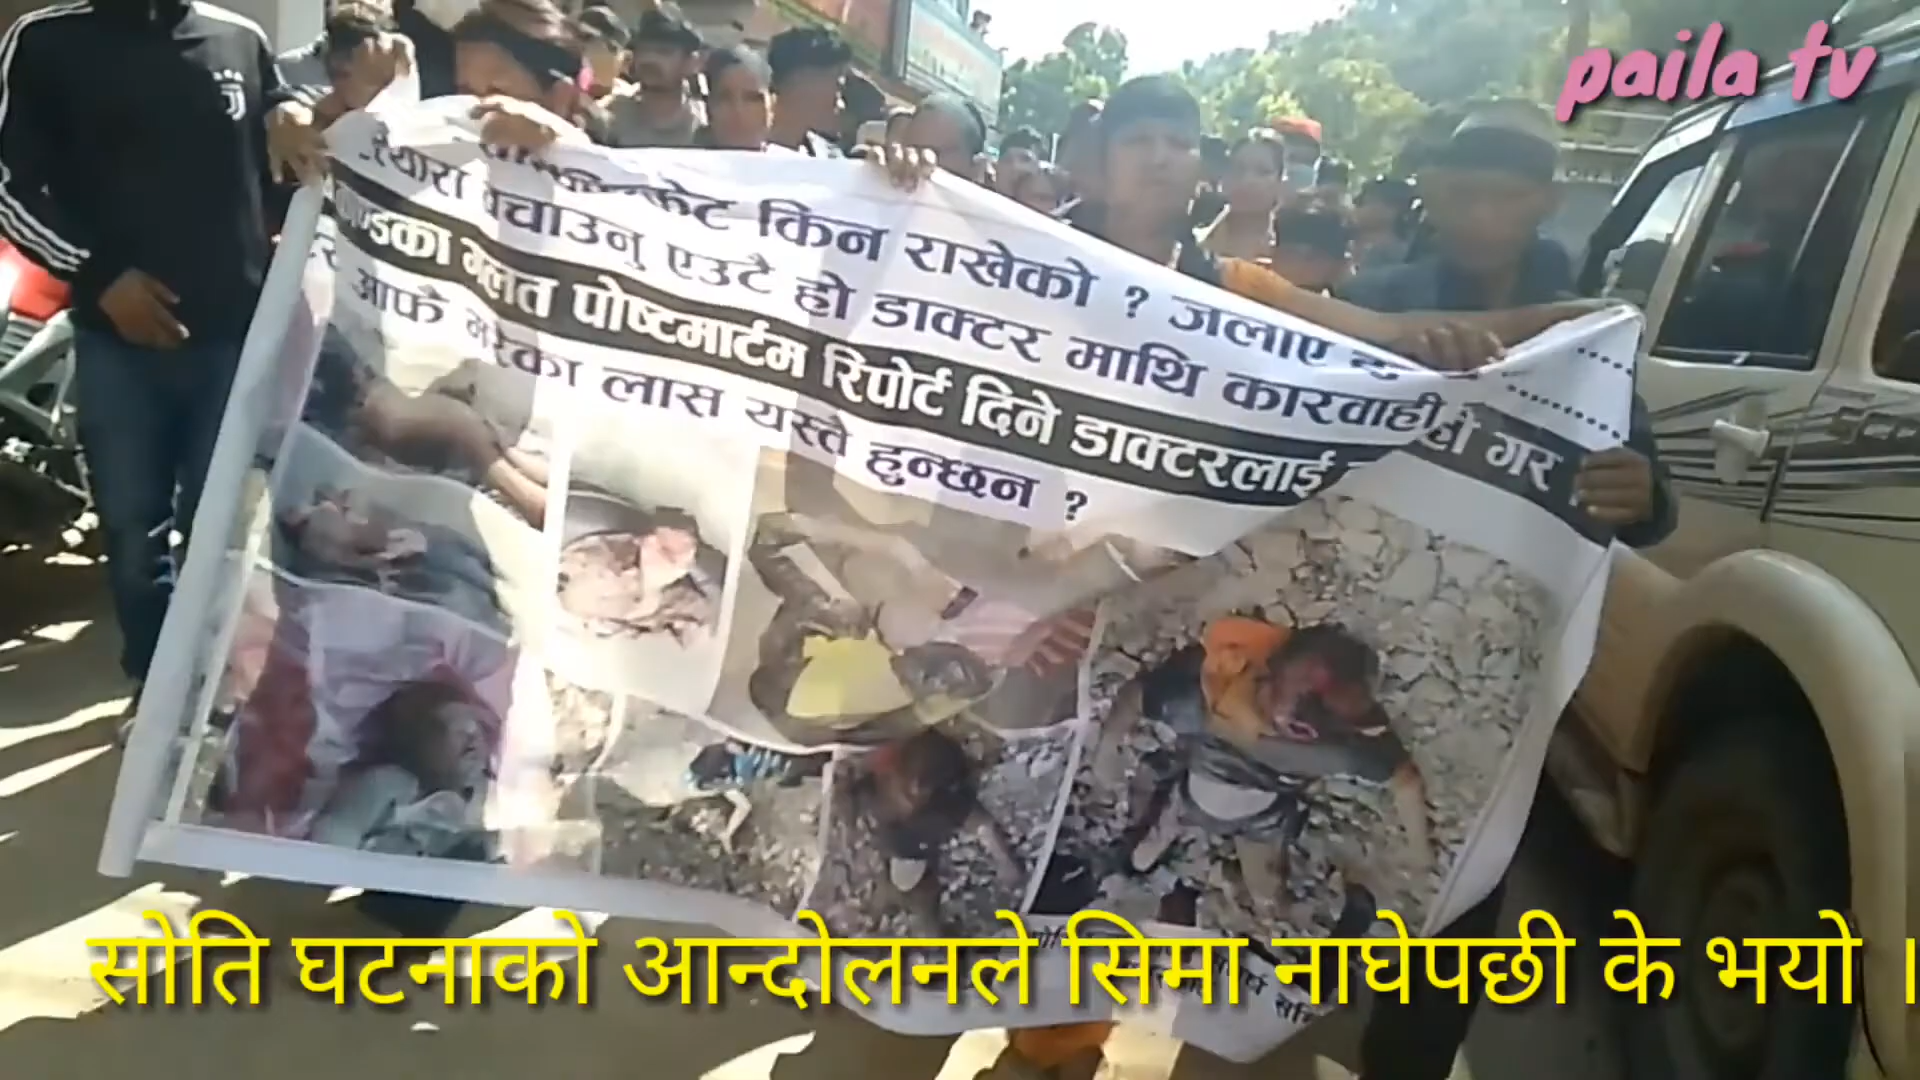 paila tv
किन राखेको ? जलाए
बचाउनु एउटै हो डाक्टर माथि कारवाही
गलत पोष्टमार्टम रिपोर्ट दिने डाक्टरलाई गर
आफै मरेका लास यस्तै हुन्छन ?
सोति घटनाको आन्दोलनले सिमा नाघेपछी के भयो ।